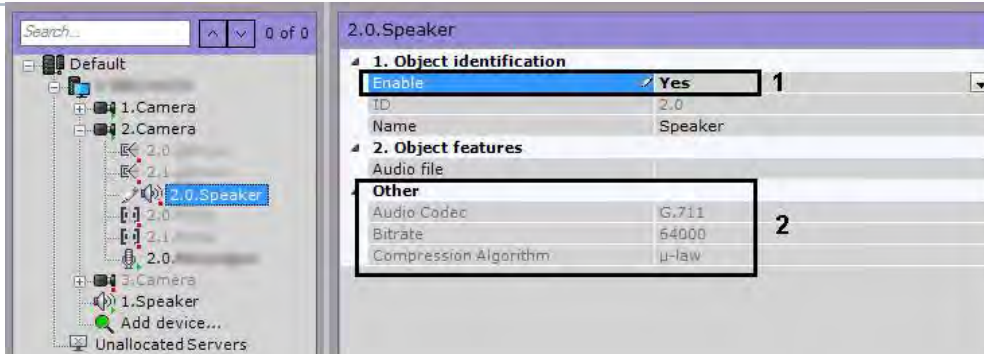 Search...
0 of 0
Default
1.Camera
2.Camera
2.0
2.1
2.0.Speaker
2.0
2.1
2.0.
3.Camera
1.Speaker
Add device...
Unallocated Servers
2.0.Speaker
1. Object identification
Enable Yes 1
ID 2.0
Name Speaker
2. Object features
Audio file
Other
Audio Codec G.711
Bitrate 64000 2
Compression Algorithm µ-law